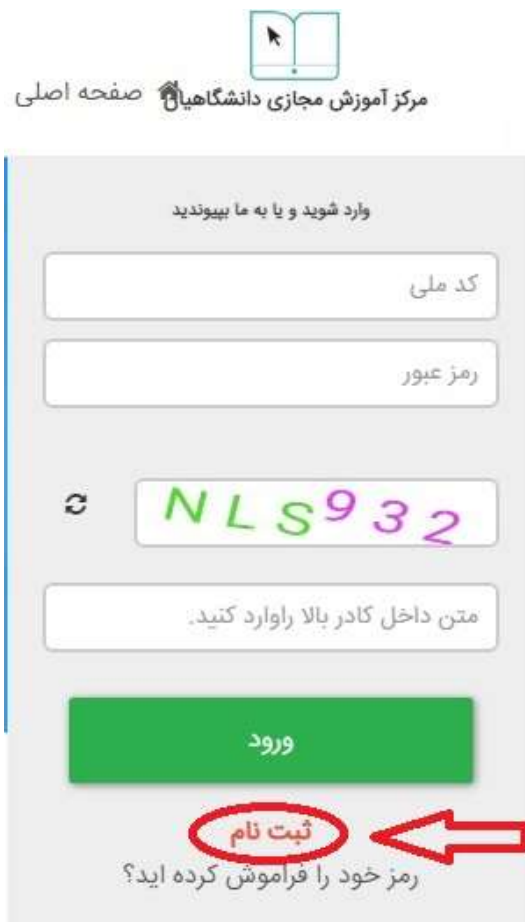 مرکز آموزش مجازی دانشگاهیان
صفحه اصلی
وارد شوید و یا به ما بپیوندید
کد ملی
رمز عبور
NLS932
متن داخل کادر بالا راوارد کنید.
ورود
ثبت نام
رمز خود را فراموش کرده اید؟